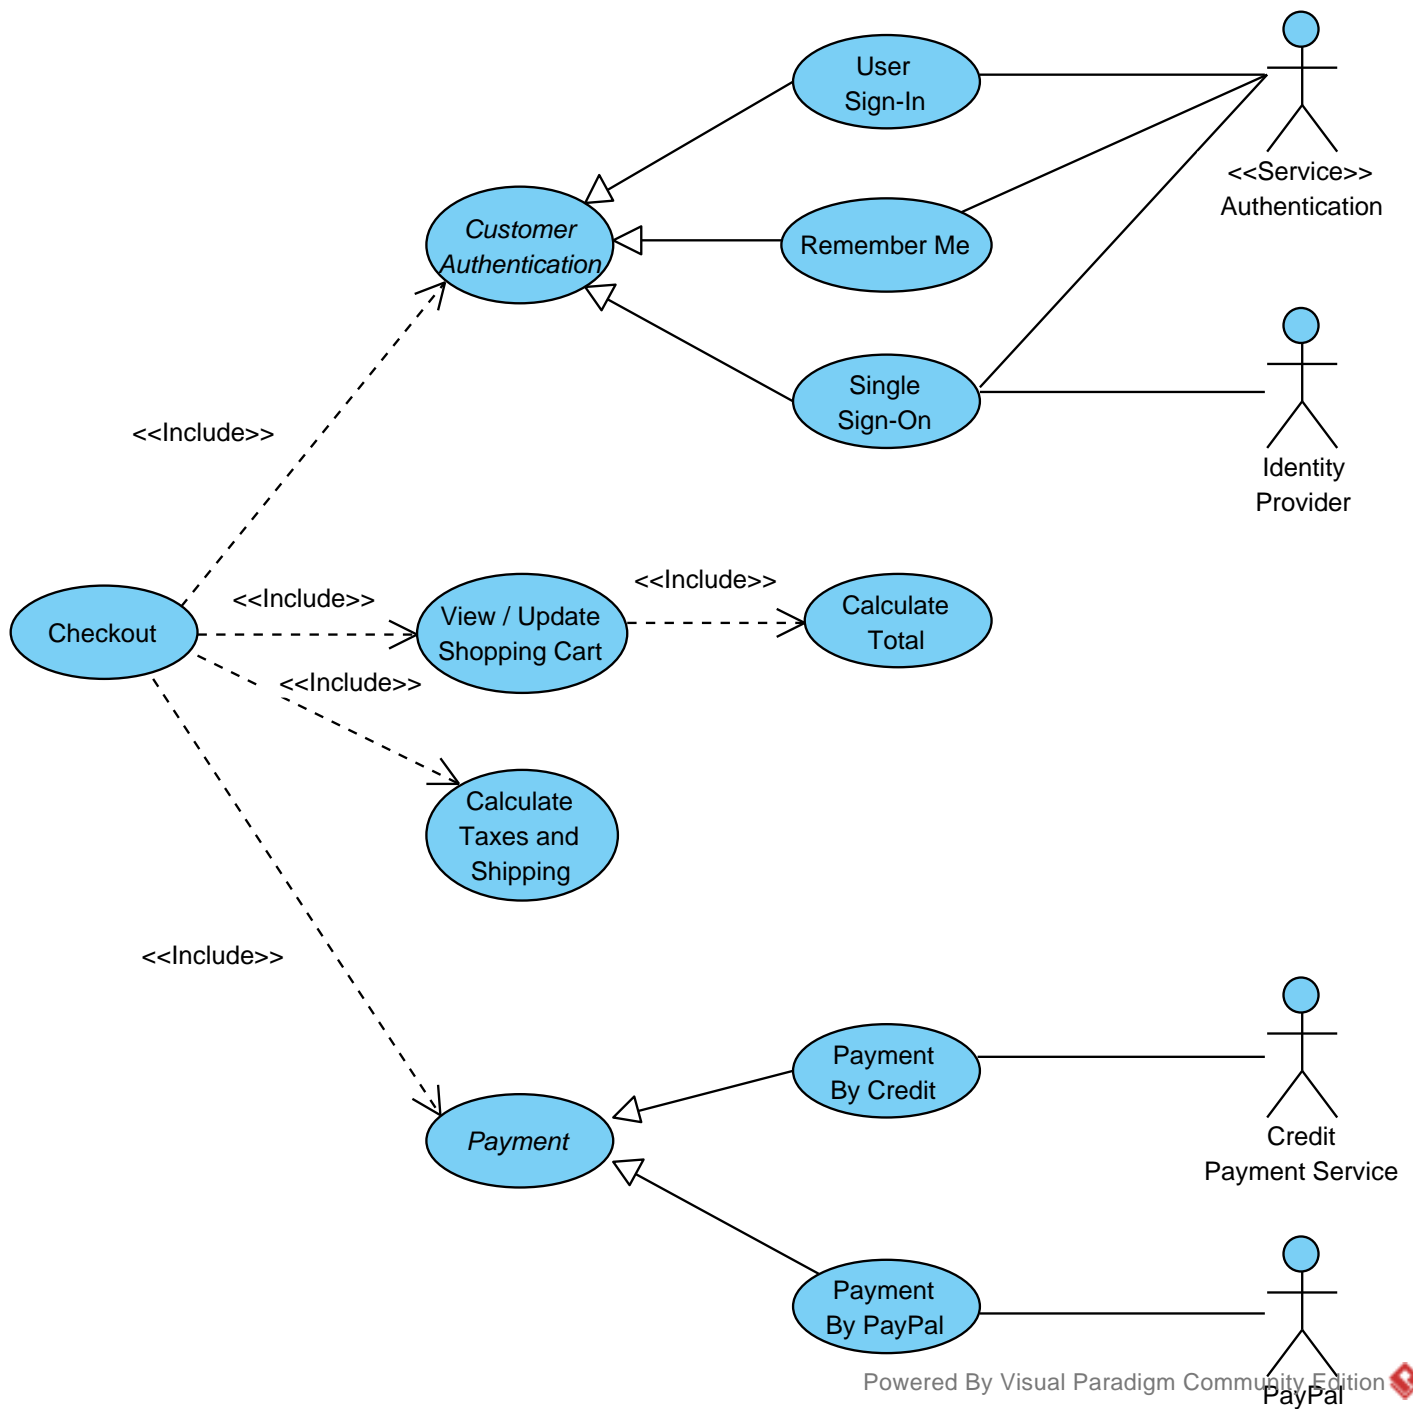 User
Sign-In
<<Service>>
Authentication
Customer
Authentication
Remember Me
Single
Sign-On
<<Include>>
Identity
Provider
<<Include>>
<<Include>>
Checkout
View / Update
Shopping Cart
Calculate
Total
<<Include>>
Calculate
Taxes and
Shipping
<<Include>>
Payment
By Credit
Credit
Payment Service
Payment
Payment
By PayPal
Powered By Visual Paradigm Community Edition
PayPal